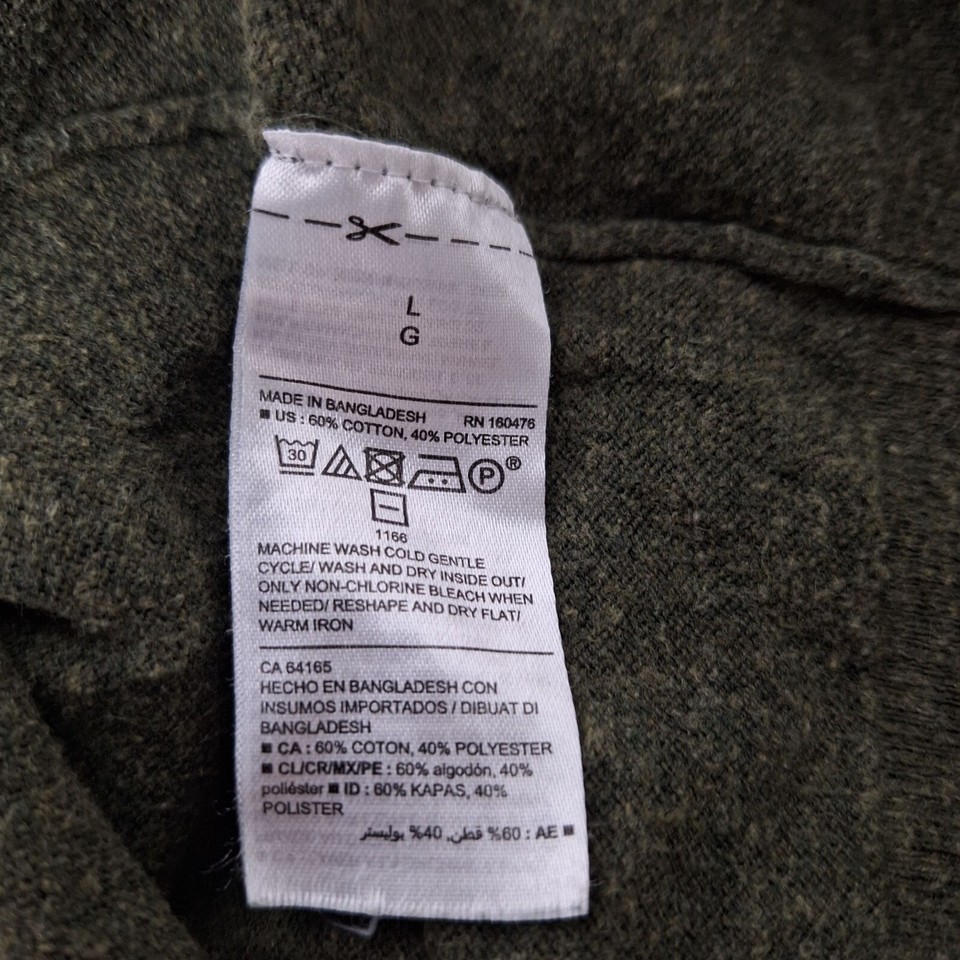 L
G
MADE IN BANGLADESH RN 160476
■ US : 60% COTTON, 40% POLYESTER
30 P ®
1166
MACHINE WASH COLD GENTLE
CYCLE/ WASH AND DRY INSIDE OUT/
ONLY NON-CHLORINE BLEACH WHEN
NEEDED/ RESHAPE AND DRY FLAT/
WARM IRON
CA 64165
HECHO EN BANGLADESH CON
INSUMOS IMPORTADOS / DIBUAT DI
BANGLADESH
■ CA : 60% COTON, 40% POLYESTER
■ CL/CR/MX/PE : 60% algodón, 40%
poliéster ■ ID : 60% KAPAS, 40%
POLISTER
■ AE : 60% قطن, 40% بوليستر